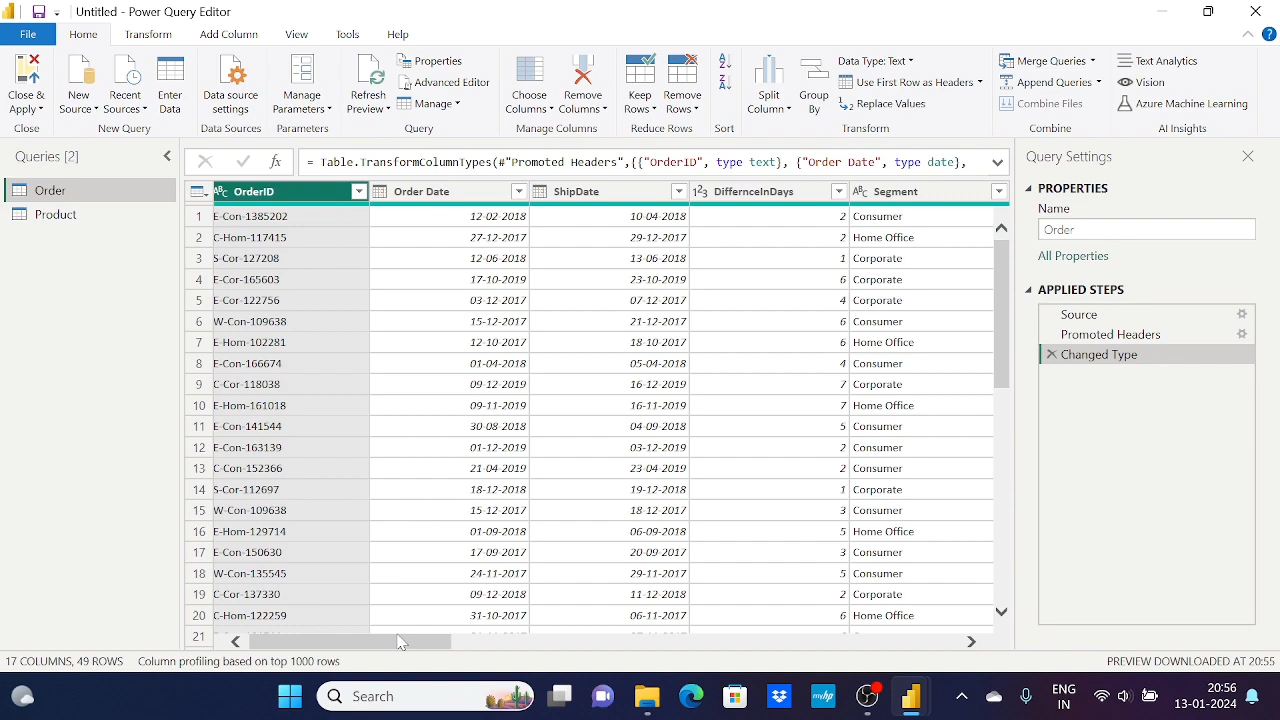 Untitled - Power Query Editor
File Home Transform Add Column View Tools Help
Close & Apply New Source Recent Sources Enter Data Data source settings Manage Parameters Refresh Preview Properties Advanced Editor Manage Choose Columns Remove Columns Keep Rows Remove Rows Split Column Group By Data Type: Text Use First Row as Headers Replace Values Merge Queries Append Queries Combine Files Text Analytics Vision Azure Machine Learning
Close New Query Data Sources Parameters Query Manage Columns Reduce Rows Sort Transform Combine AI Insights
Queries [2]
Order
Product
= Table.TransformColumnTypes(#"Promoted Headers",{{"OrderID", type text}, {"Order Date", type date},
OrderID Order Date ShipDate DiffernceInDays Segment
1 E-Con-1385202 12-02 2018 10-04-2018 2 Consumer
2 C-Hom-117415 27-12-2017 29-12-2017 2 Home Office
3 S-Cor-127208 12-06-2018 13-06-2018 1 Corporate
4 E-Cor-165603 17-10-2019 23-10-2019 6 Corporate
5 E-Cor-122756 03-12-2017 07-12-2017 4 Corporate
6 W-Con-109638 15-12-2017 21-12-2017 6 Consumer
7 E-Hom-102281 12-10-2017 18-10-2017 6 Home Office
8 E-Con-166674 01-04-2018 05-04-2018 4 Consumer
9 C-Cor-118038 09-12-2019 16-12-2019 7 Corporate
10 E-Hom-161018 09-11-2019 16-11-2019 7 Home Office
11 E-Con-141544 30-08-2018 04-09-2018 5 Consumer
12 E-Con-163139 01-12-2019 03-12-2019 2 Consumer
13 C-Con-152366 21-04-2019 23-04-2019 2 Consumer
14 S-Cor-112697 18-12-2018 19-12-2018 1 Corporate
15 W-Con-109638 15-12-2017 18-12-2017 3 Consumer
16 E-Hom-129714 01-09-2018 06-09-2018 5 Home Office
17 E-Con-150630 17-09-2017 20-09-2017 3 Consumer
18 W-Con-135545 24-11-2017 29-11-2017 5 Consumer
19 C-Cor-137330 09-12-2018 11-12-2018 2 Corporate
20 C-Hom-122259 31-10-2017 06-11-2017 6 Home Office
21
Query Settings
PROPERTIES
Name
Order
All Properties
APPLIED STEPS
Source
Promoted Headers
Changed Type
17 COLUMNS, 49 ROWS Column profiling based on top 1000 rows PREVIEW DOWNLOADED AT 20:55
Search
ENG
IN
20:56
13-01-2024